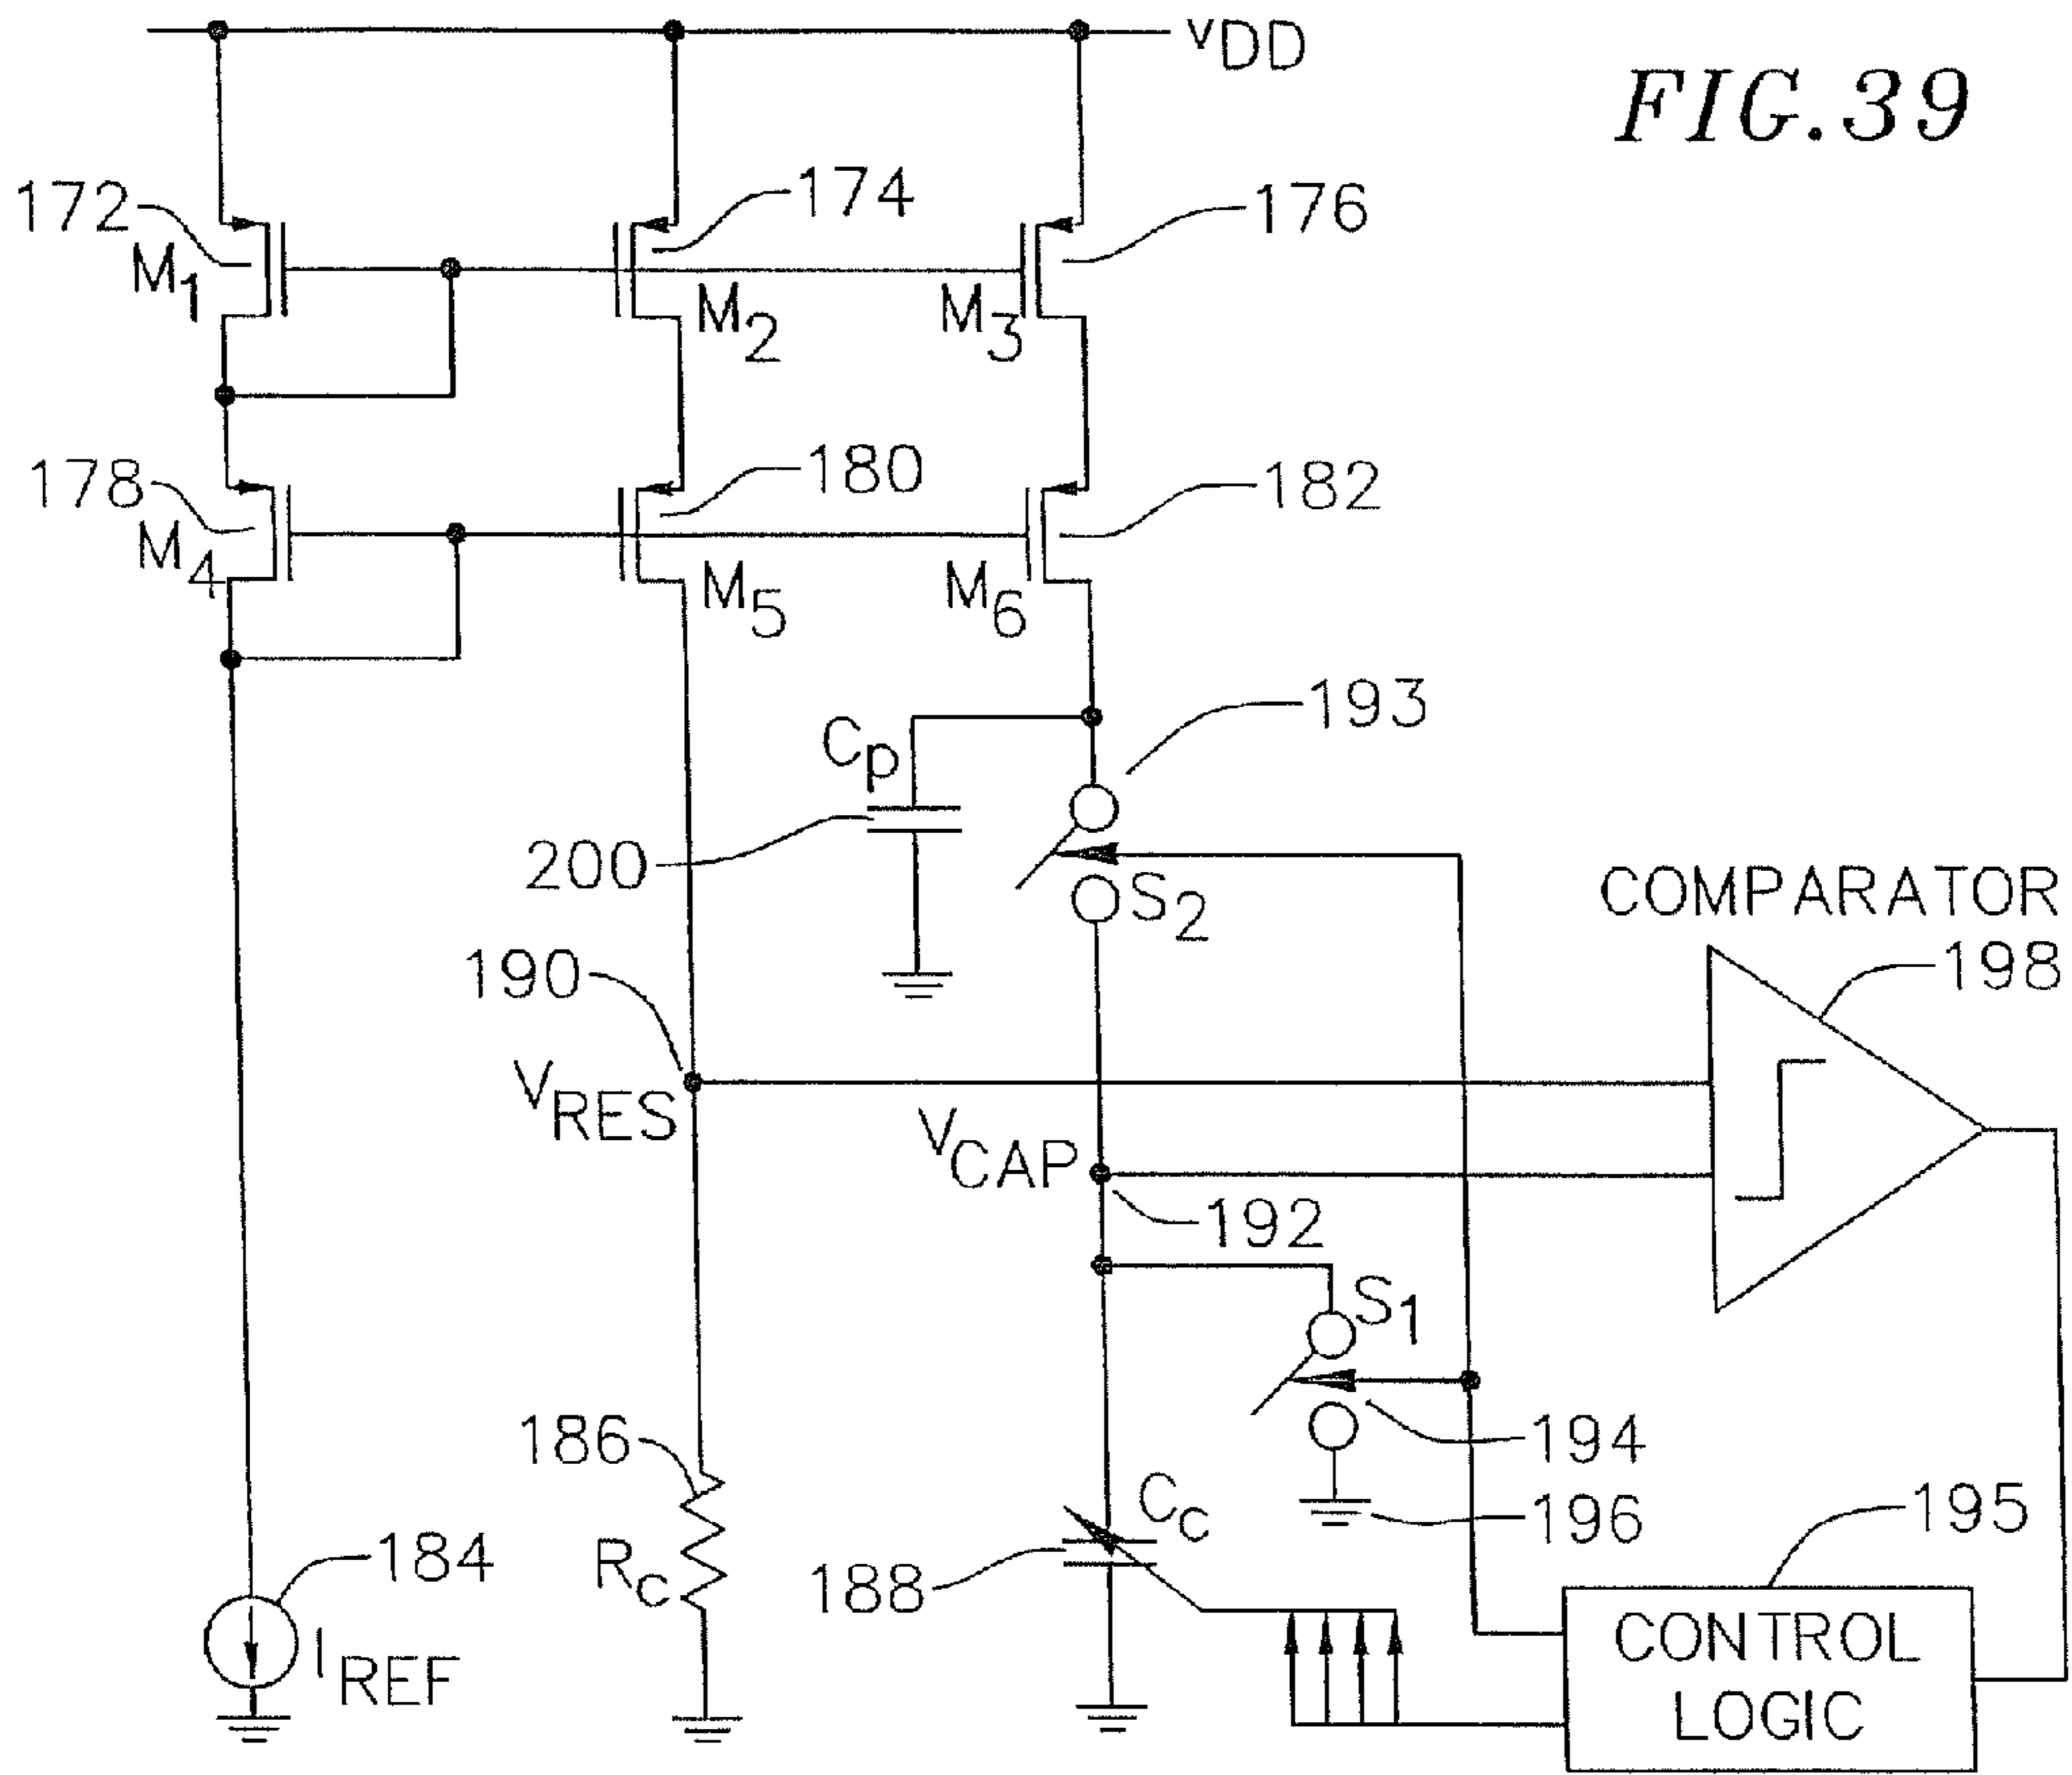 VDD
FIG.39
172
174
176
M1
M2
M3
178
180
182
M4
M5
M6
193
Cp
200
S2
COMPARATOR
198
190
VRES
VCAP
192
S1
194
186
Cc
196
195
184
RC
188
CONTROL
LOGIC
IREF